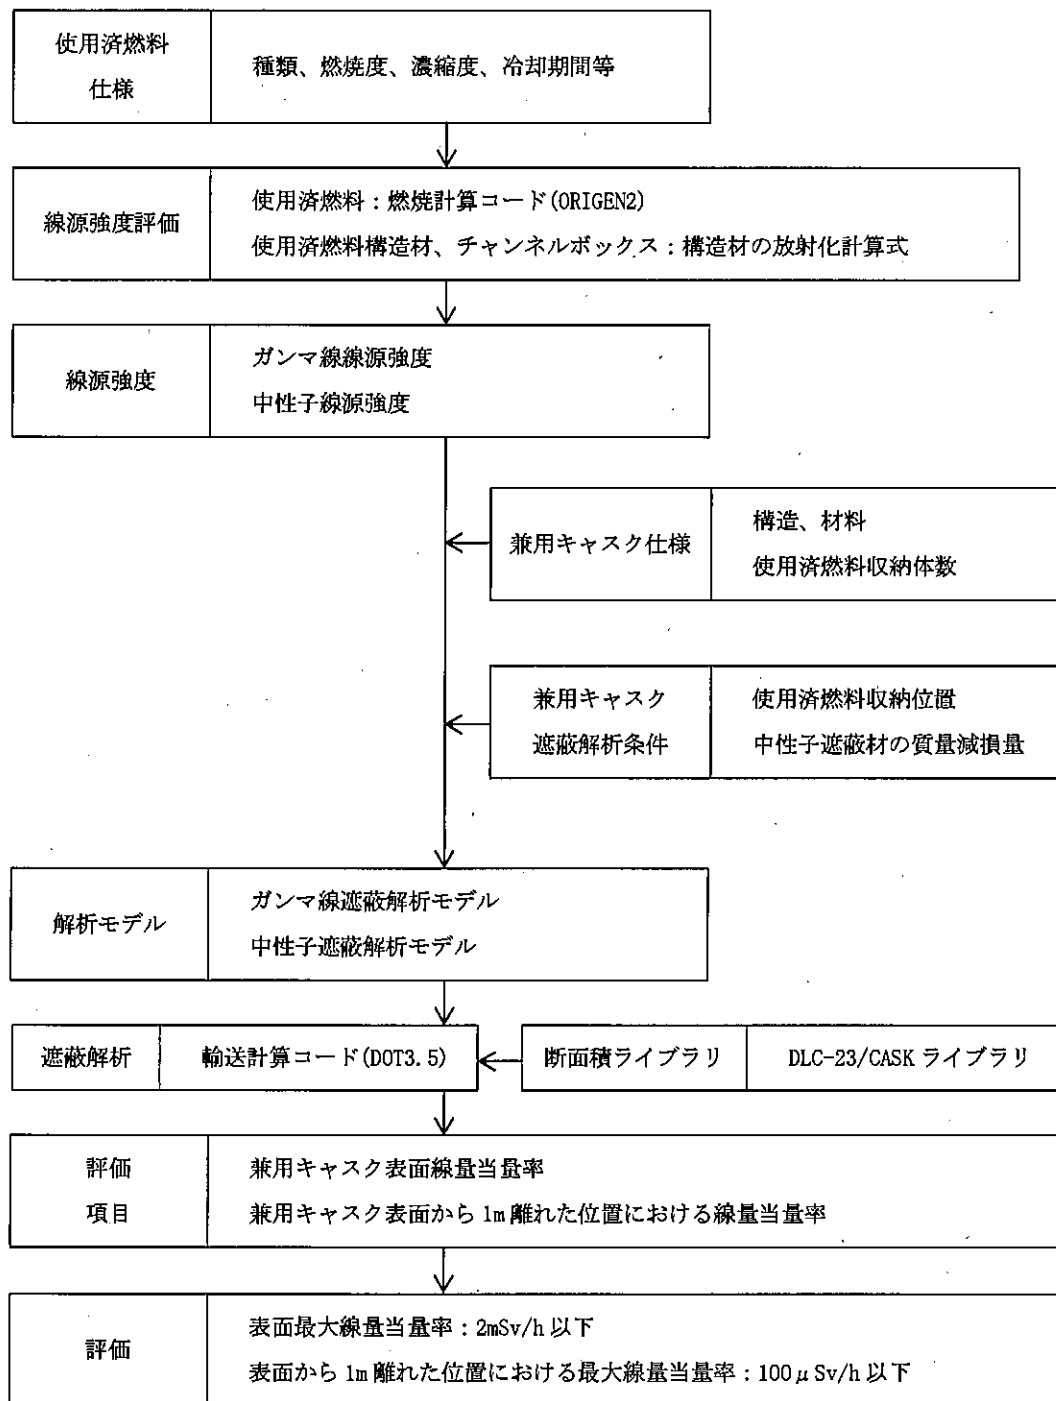 使用済燃料
仕様
種類、燃焼度、濃縮度、冷却期間等
線源強度評価
使用済燃料：燃焼計算コード(ORIGEN2)
使用済燃料構造材、チャンネルボックス：構造材の放射化計算式
線源強度
ガンマ線線源強度
中性子線源強度
兼用キャスク仕様
構造、材料
使用済燃料収納体数
兼用キャスク
遮蔽解析条件
使用済燃料収納位置
中性子遮蔽材の質量減損量
解析モデル
ガンマ線遮蔽解析モデル
中性子遮蔽解析モデル
遮蔽解析
輸送計算コード(DOT3.5)
断面積ライブラリ
DLC-23/CASK ライブラリ
評価
項目
兼用キャスク表面線量当量率
兼用キャスク表面から 1m 離れた位置における線量当量率
評価
表面最大線量当量率：2mSv/h 以下
表面から 1m 離れた位置における最大線量当量率：100μSv/h 以下